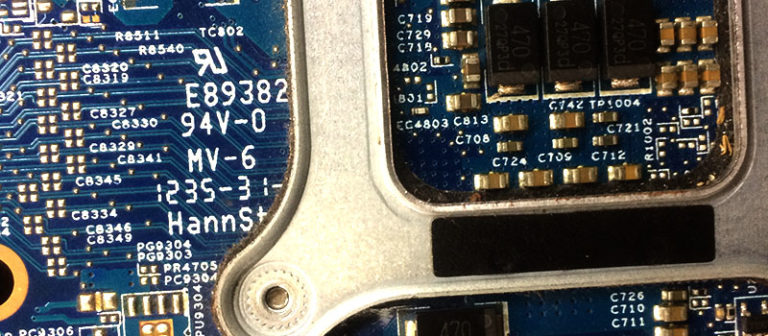 R8511
TC802
R8540
C8320
C8319
E89382
94V-0
C8327
C8330
C8329
C8341
MV-6
C8345
1235-31-
C8334
HannSt
C8346
C8349
PG9304
PG9303
PR4705
PC9304
PU9304
PC9306
C719
C729
C718
4802
470
470
470
831
C742
TP1004
EC4803
C813
C708
C721
R1002
C724
C709
C712
C726
C710
C711
470